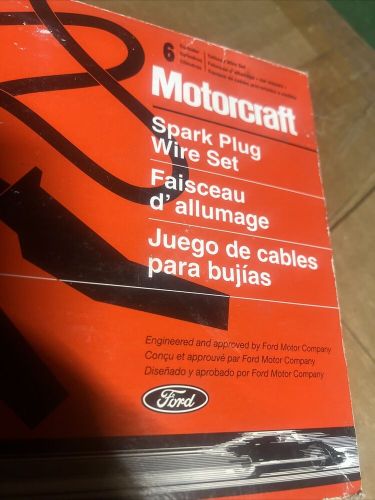 6
Motorcraft
Spark Plug
Wire Set
Faisceau
d'allumage
Juego de cables
para bujías
Engineered and approved by Ford Motor Company
Conçu et approuvé par Ford Motor Company
Diseñado y aprobado por Ford Motor Company
Ford